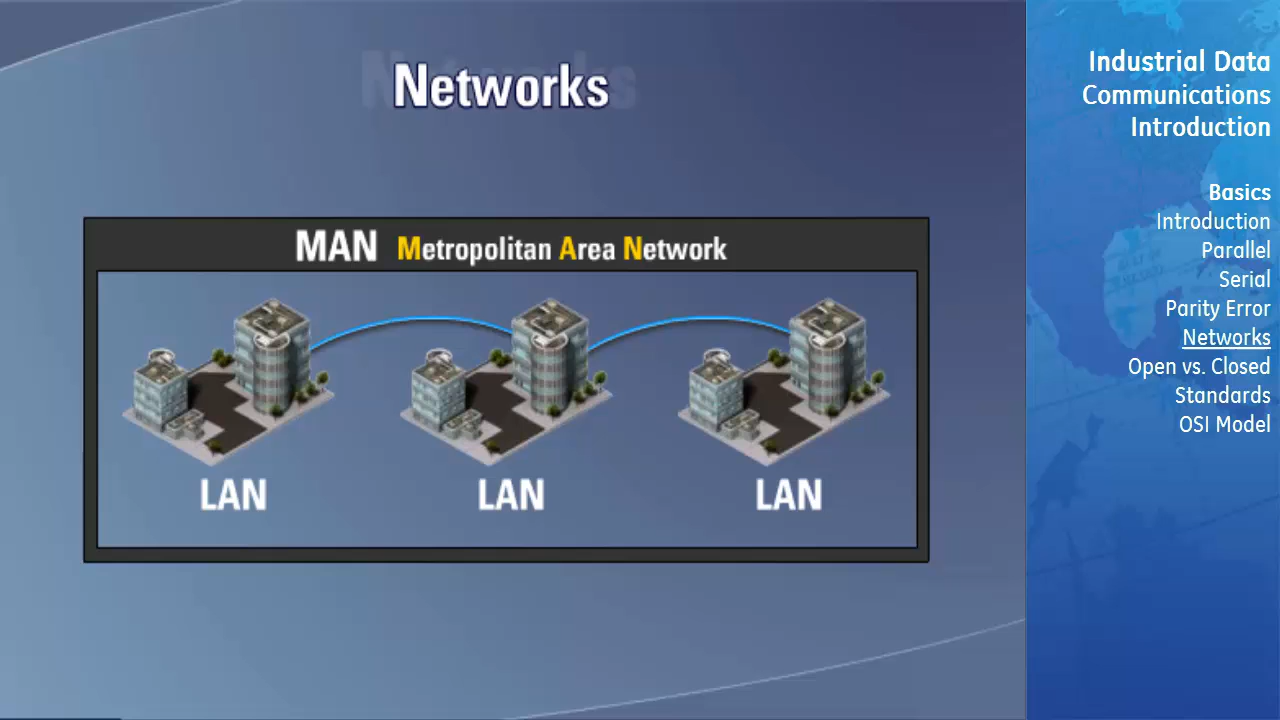 Networks
MAN Metropolitan Area Network
LAN LAN LAN
Industrial Data
Communications
Introduction
Basics
Introduction
Parallel
Serial
Parity Error
Networks
Open vs. Closed
Standards
OSI Model